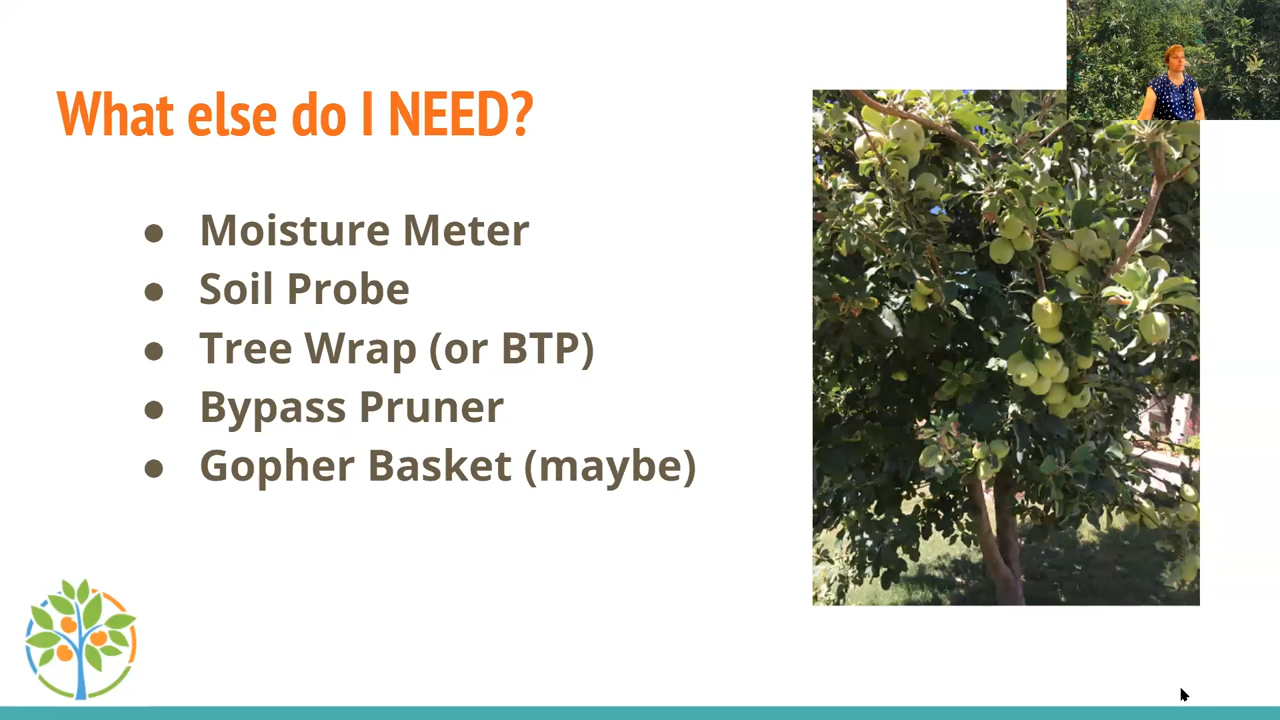 What else do I NEED?
● Moisture Meter
● Soil Probe
● Tree Wrap (or BTP)
● Bypass Pruner
● Gopher Basket (maybe)